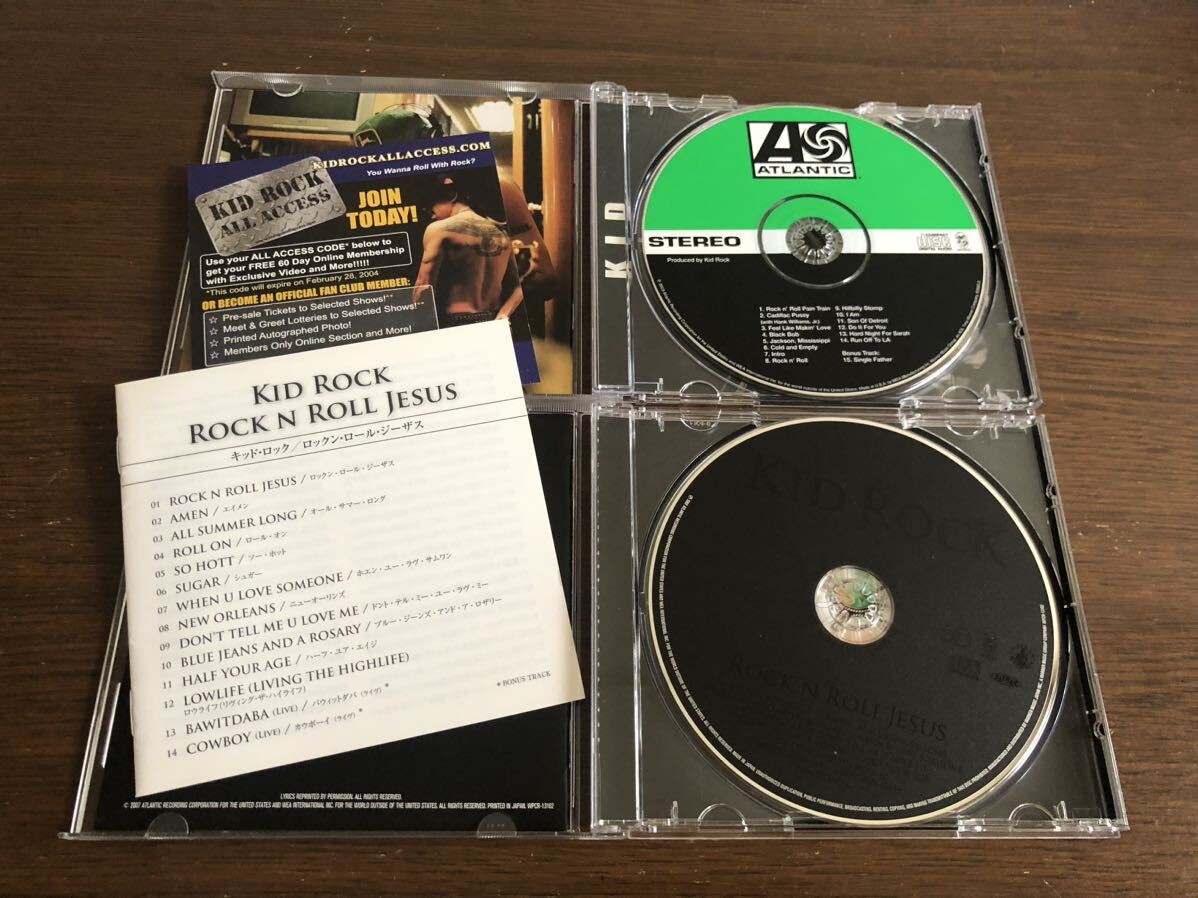 KIDROCKALLACCESS.COM
You Wanna Roll With Rock?
KID ROCK
ALL ACCESS
JOIN
TODAY!
Use your ALL ACCESS CODE* below to
get your FREE 60 Day Online Membership
with Exclusive Video and More!!!!!
*This code will expire on February 28, 2004
OR BECOME AN OFFICIAL FAN CLUB MEMBER:
☆ Pre-sale Tickets to Selected Shows!**
☆ Meet & Greet Lotteries to Selected Shows!**
☆ Printed Autographed Photo!
☆ Members Only Online Section and More!
KID
ATLANTIC
STEREO
COMPACT
DIGITAL AUDIO
Produced by Kid Rock
1. Rock n' Roll Pain Train
2. Cadillac Pussy
(with Hank Williams, Jr.)
3. Feel Like Makin' Love
4. Black Bob
5. Jackson, Mississippi
6. Cold and Empty
7. Intro
8. Rock n' Roll
9. Hillbilly Stomp
10. I Am
11. Son Of Detroit
12. Do It For You
13. Hard Night For Sarah
14. Run Off To LA
Bonus Track:
15. Single Father
KID ROCK
ROCK N ROLL JESUS
キッド・ロック／ロックン・ロール・ジーザス
01 ROCK N ROLL JESUS / ロックン・ロール・ジーザス
02 AMEN / エイメン
03 ALL SUMMER LONG / オール・サマー・ロング
04 ROLL ON / ロール・オン
05 SO HOTT / ソー・ホット
06 SUGAR / シュガー
07 WHEN U LOVE SOMEONE / ホエン・ユー・ラヴ・サムワン
08 NEW ORLEANS / ニューオーリンズ
09 DON'T TELL ME U LOVE ME / ドント・テル・ミー・ユー・ラヴ・ミー
10 BLUE JEANS AND A ROSARY / ブルー・ジーンズ・アンド・ア・ロザリー
11 HALF YOUR AGE / ハーフ・ユア・エイジ
12 LOWLIFE (LIVING THE HIGHLIFE)
ロウライフ(リヴィング・ザ・ハイライフ)
13 BAWITDABA (LIVE) / バウィットダバ (ライヴ) *
14 COWBOY (LIVE) / カウボーイ (ライヴ) *
* BONUS TRACK
LYRICS REPRINTED BY PERMISSION. ALL RIGHTS RESERVED.
© 2007 ATLANTIC RECORDING CORPORATION FOR THE UNITED STATES AND WEA INTERNATIONAL INC. FOR THE WORLD OUTSIDE OF THE UNITED STATES. ALL RIGHTS RESERVED. PRINTED IN JAPAN. WPCR-13162
KID ROCK
ROCK N ROLL JESUS